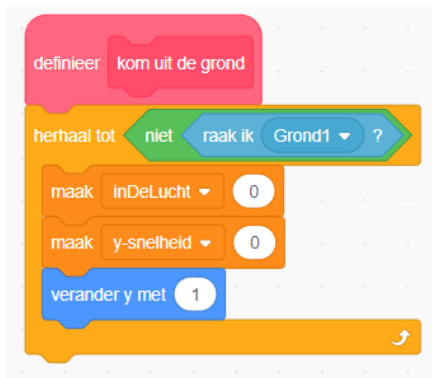 definieer kom uit de grond
herhaal tot niet raak ik Grond1 ?
maak inDeLucht 0
maak y-snelheid 0
verander y met 1